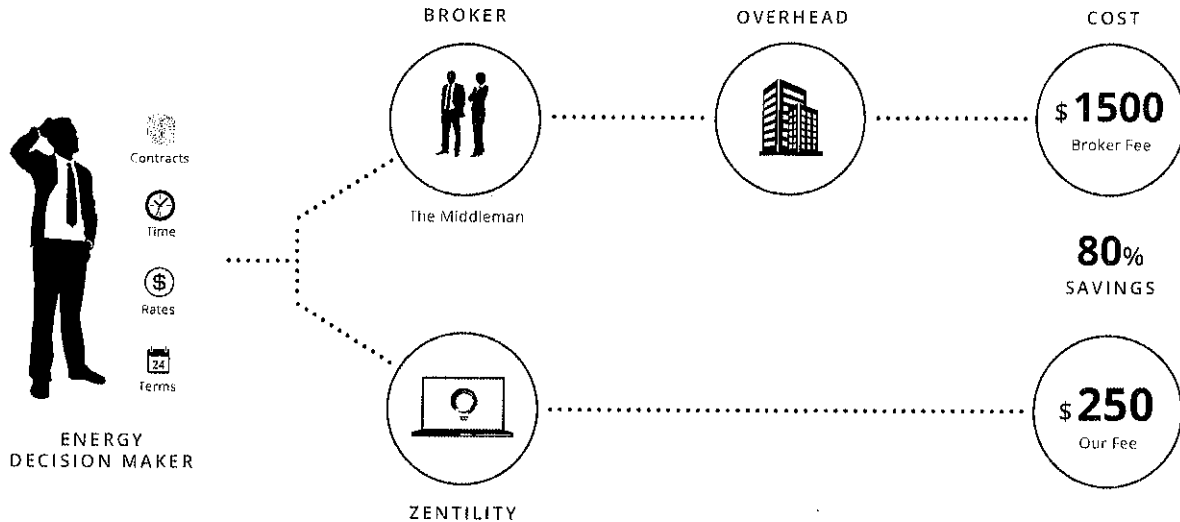 BROKER
OVERHEAD
COST
$ 1500
Broker Fee
Contracts
The Middleman
Time
80%
SAVINGS
$
Rates
24
Terms
$ 250
Our Fee
ENERGY
DECISION MAKER
ZENTILITY